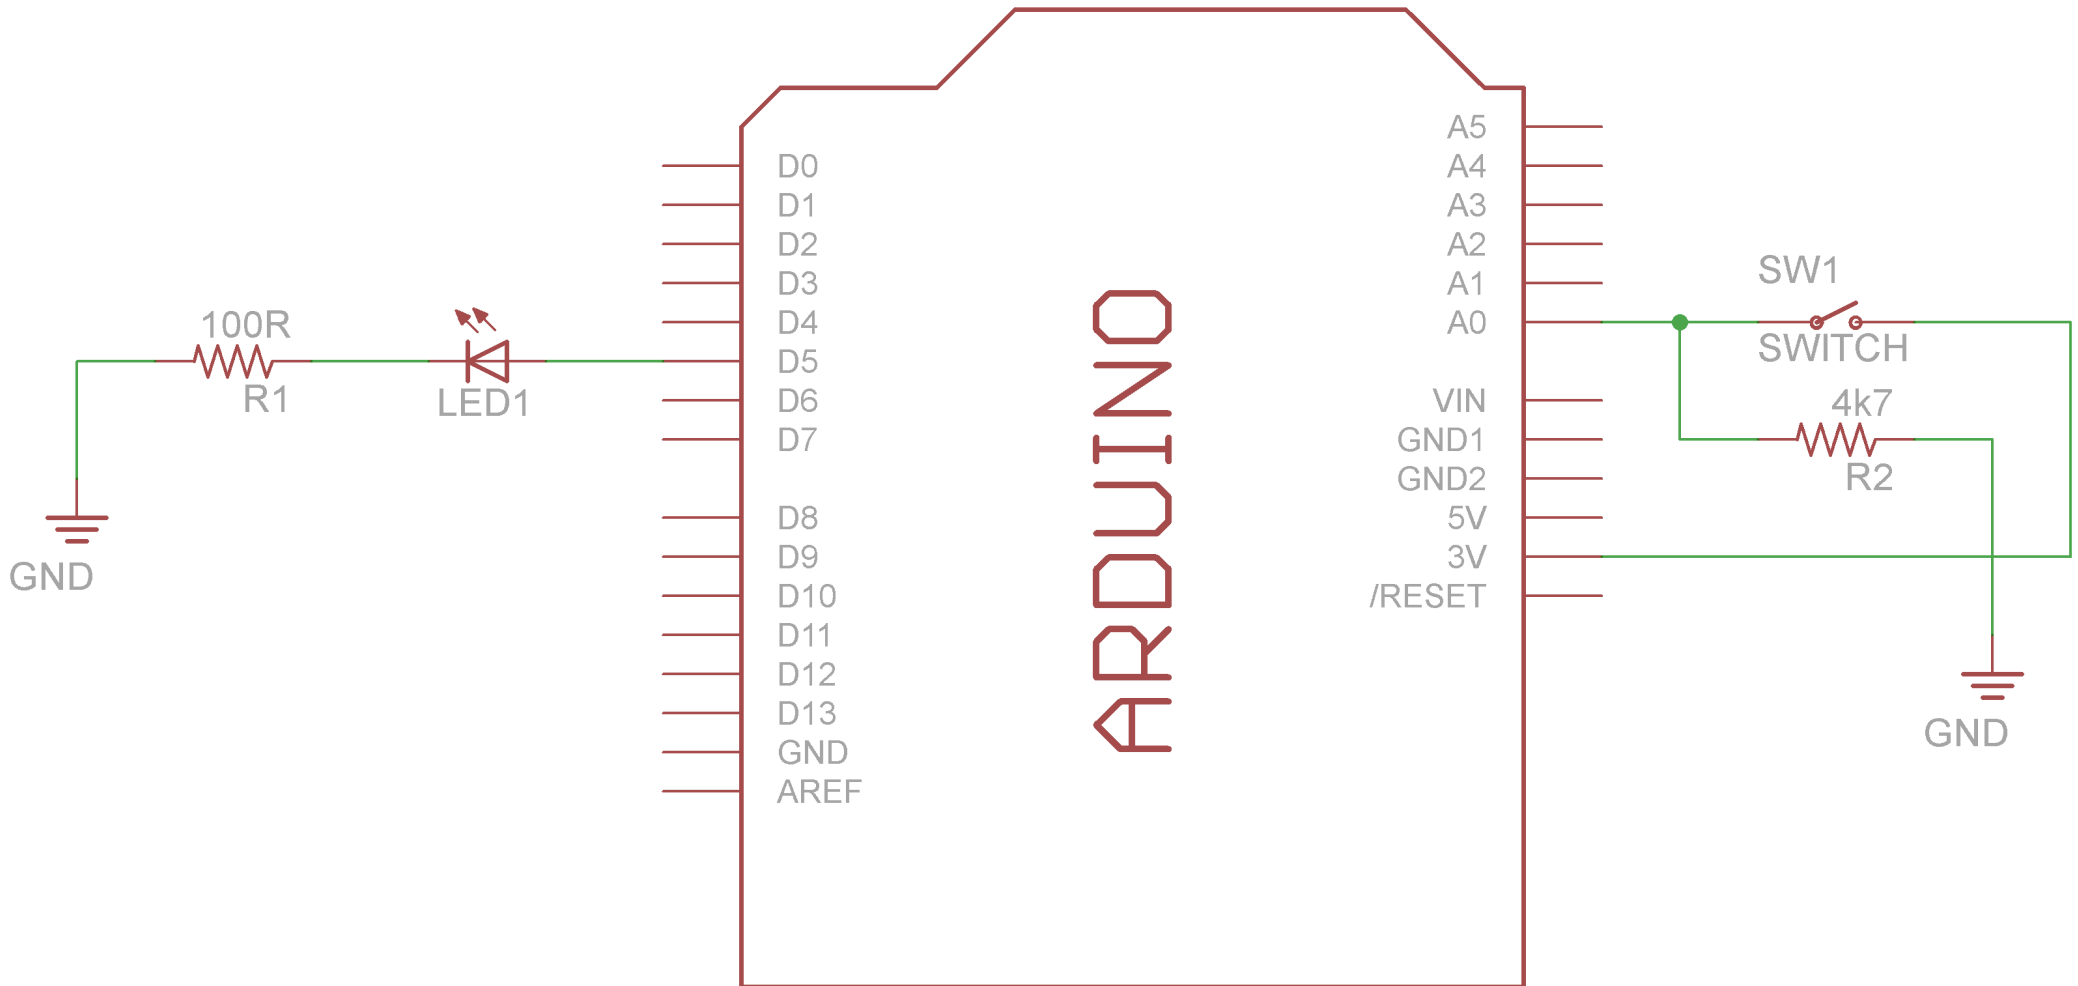 100R
R1
LED1
GND
D0
D1
D2
D3
D4
D5
D6
D7
D8
D9
D10
D11
D12
D13
GND
AREF
ARDUINO
A5
A4
A3
A2
A1
A0
VIN
GND1
GND2
5V
3V
/RESET
SW1
SWITCH
4k7
R2
GND